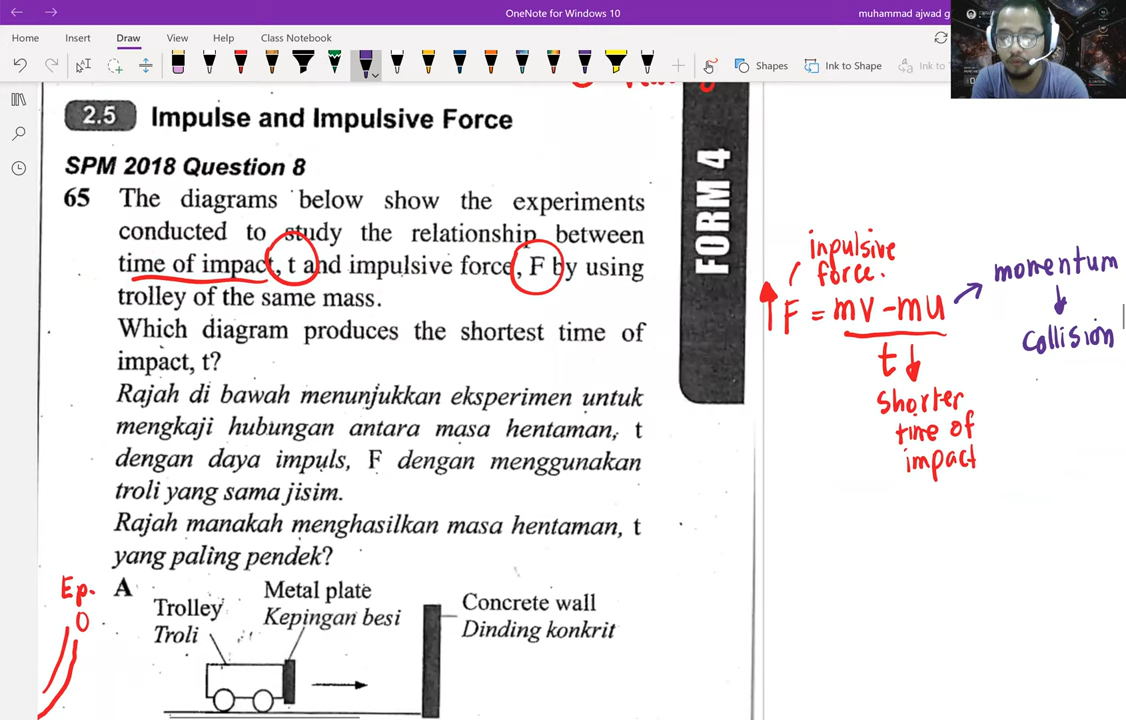 OneNote for Windows 10
muhammad ajwad g
Home Insert Draw View Help Class Notebook
Shapes Ink to Shape Ink to
2.5 Impulse and Impulsive Force
SPM 2018 Question 8
65 The diagrams below show the experiments
conducted to study the relationship between
time of impact, t and impulsive force, F by using
trolley of the same mass.
Which diagram produces the shortest time of
impact, t?
Rajah di bawah menunjukkan eksperimen untuk
mengkaji hubungan antara masa hentaman, t
dengan daya impuls, F dengan menggunakan
troli yang sama jisim.
Rajah manakah menghasilkan masa hentaman, t
yang paling pendek?
Ep.
0
A
Trolley
Troli
Metal plate
Kepingan besi
Concrete wall
Dinding konkrit
FORM 4
inpulsive
force.
F = mv - mu
t
shorter
time of
impact
momentum
collision